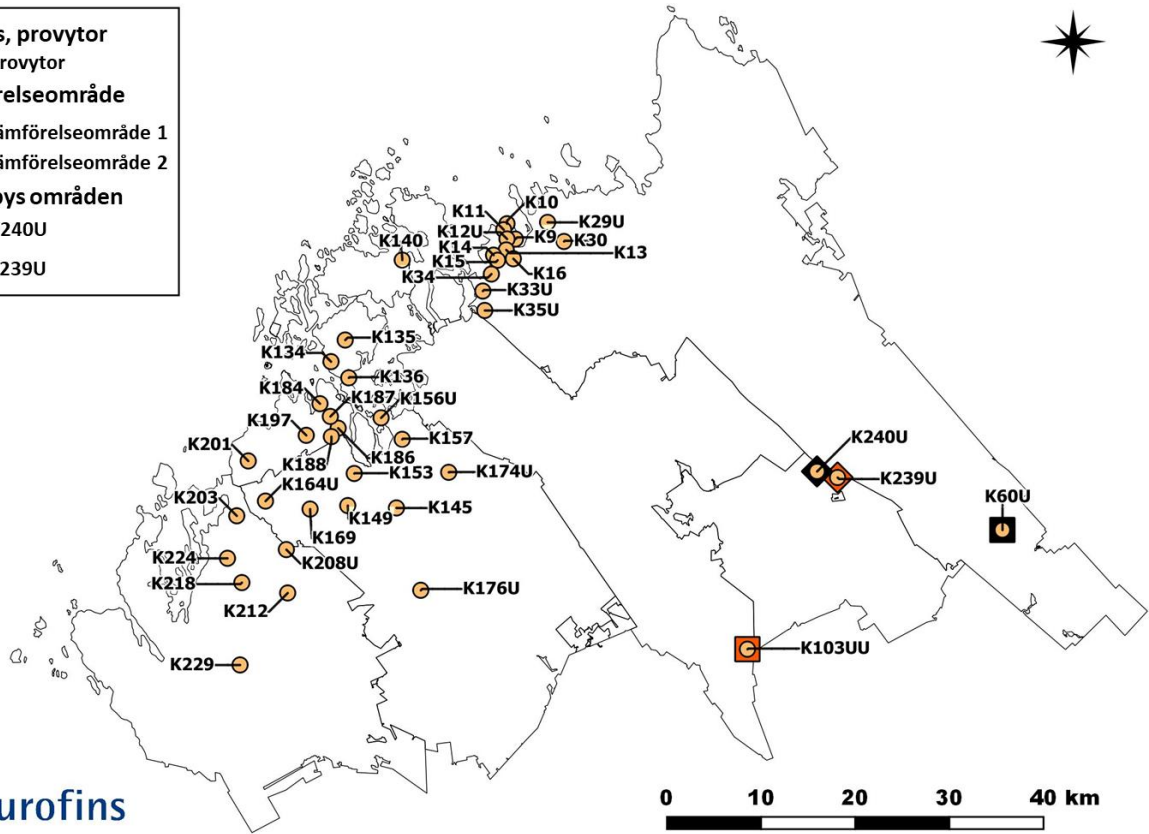 s, provytor
rovytor
relseområde
ämförelseområde 1
ämförelseområde 2
bys områden
240U
239U
K10
K11
K29U
K12U
K9
K30
K140
K14
K13
K15
K16
K34
K33U
K35U
K135
K134
K136
K184
K187
K156U
K197
K157
K201
K186
K188
K153
K174U
K164U
K203
K149
K145
K169
K208U
K224
K218
K176U
K212
K229
K240U
K239U
K60U
K103UU
urofins
0 10 20 30 40 km